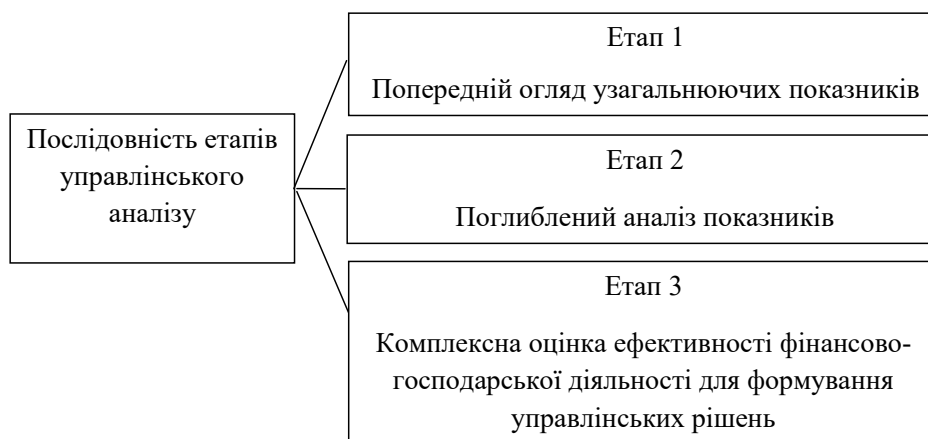 Послідовність етапів
управлінського
аналізу
Етап 1
Попередній огляд узагальнюючих показників
Етап 2
Поглиблений аналіз показників
Етап 3
Комплексна оцінка ефективності фінансово-
господарської діяльності для формування
управлінських рішень